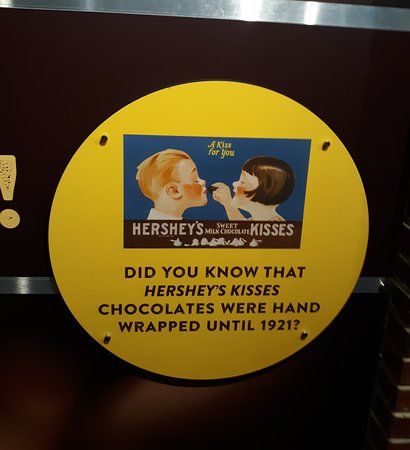 !
A Kiss
for You
HERSHEY'S SWEET MILK CHOCOLATE KISSES
DID YOU KNOW THAT
HERSHEY'S KISSES
CHOCOLATES WERE HAND
WRAPPED UNTIL 1921?